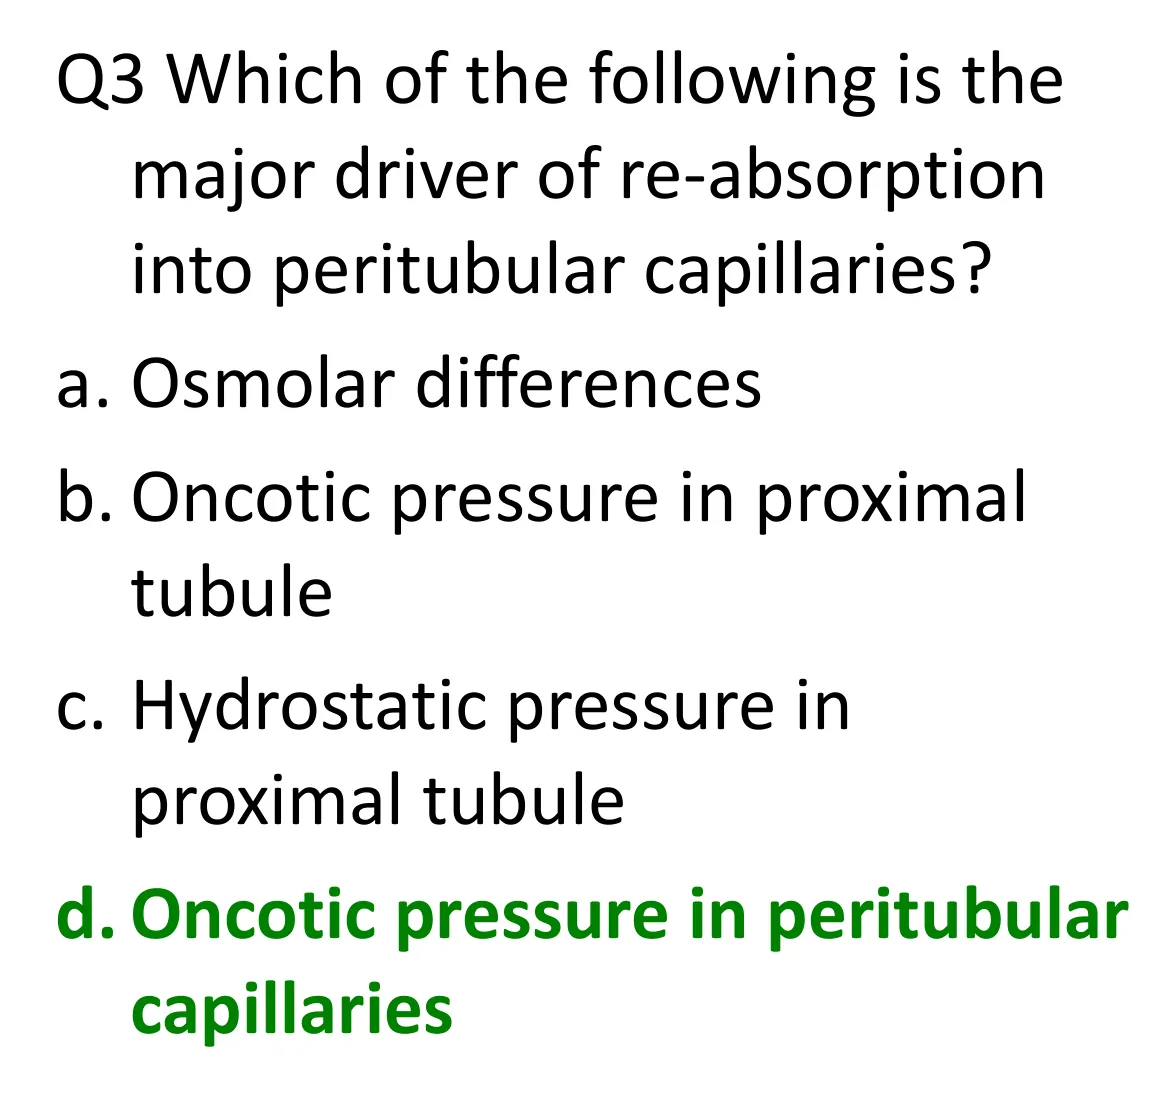 Q3 Which of the following is the
major driver of re-absorption
into peritubular capillaries?
a. Osmolar differences
b. Oncotic pressure in proximal
tubule
c. Hydrostatic pressure in
proximal tubule
d. Oncotic pressure in peritubular
capillaries